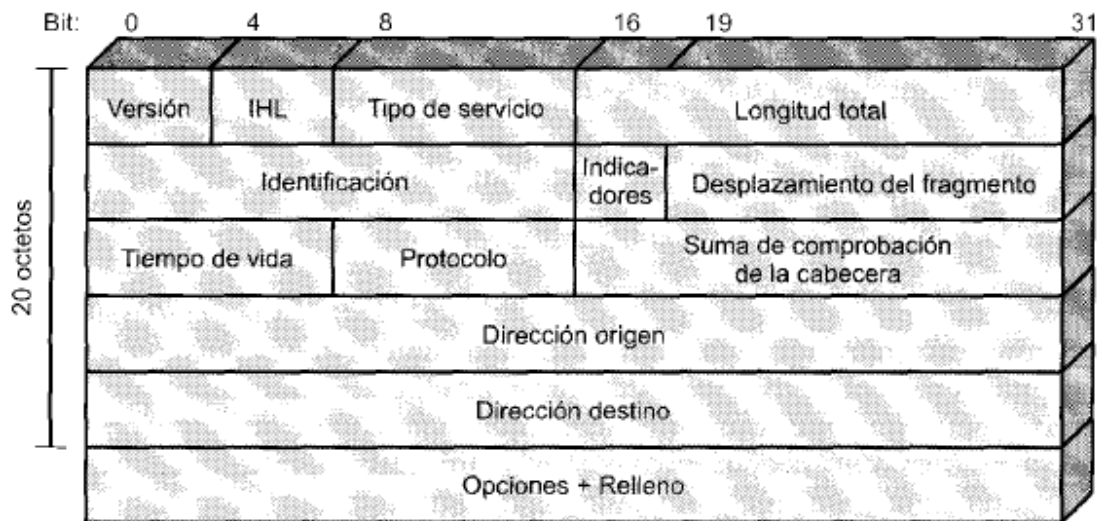 Bit: 0 4 8 16 19 31
Versión IHL Tipo de servicio Longitud total
Identificación Indica-
dores Desplazamiento del fragmento
Tiempo de vida Protocolo Suma de comprobación
de la cabecera
20 octetos
Dirección origen
Dirección destino
Opciones + Relleno